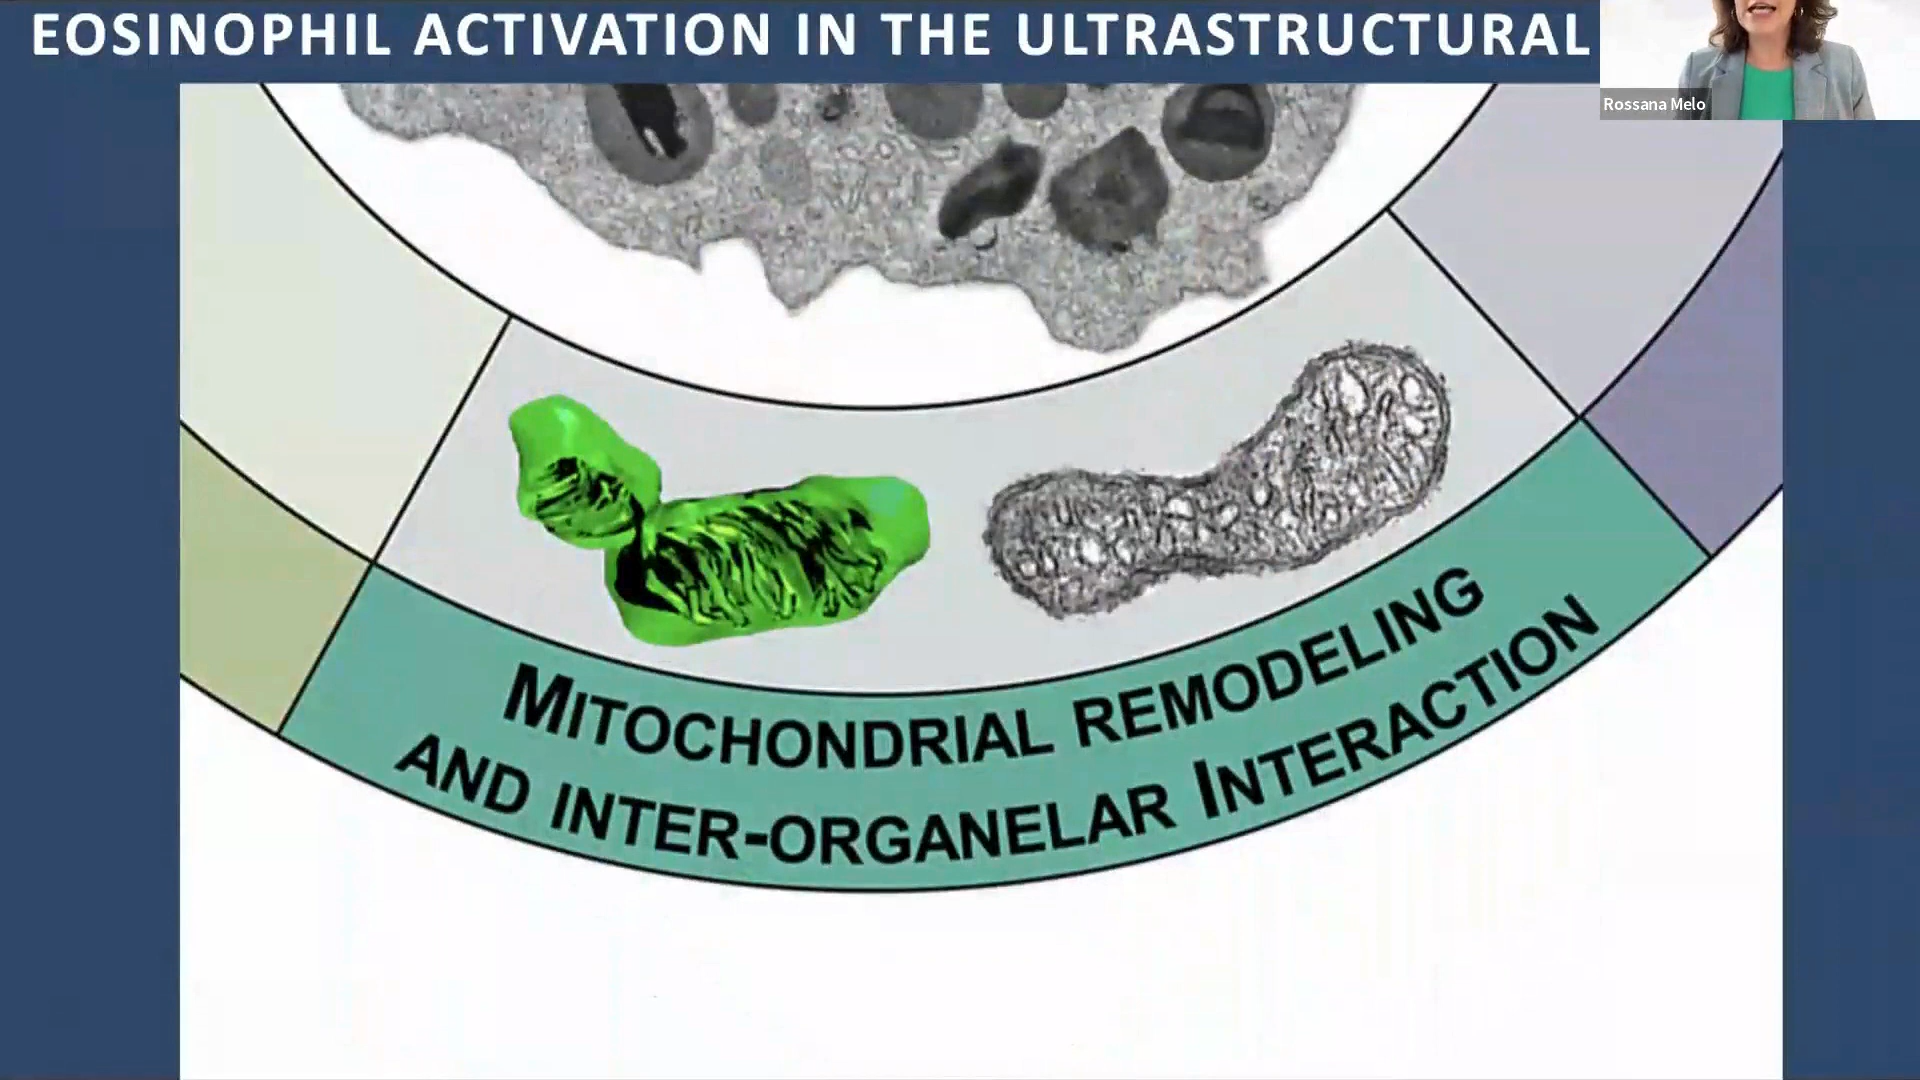 EOSINOPHIL ACTIVATION IN THE ULTRASTRUCTURAL
Rossana Melo
MITOCHONDRIAL REMODELING
AND INTER-ORGANELAR INTERACTION